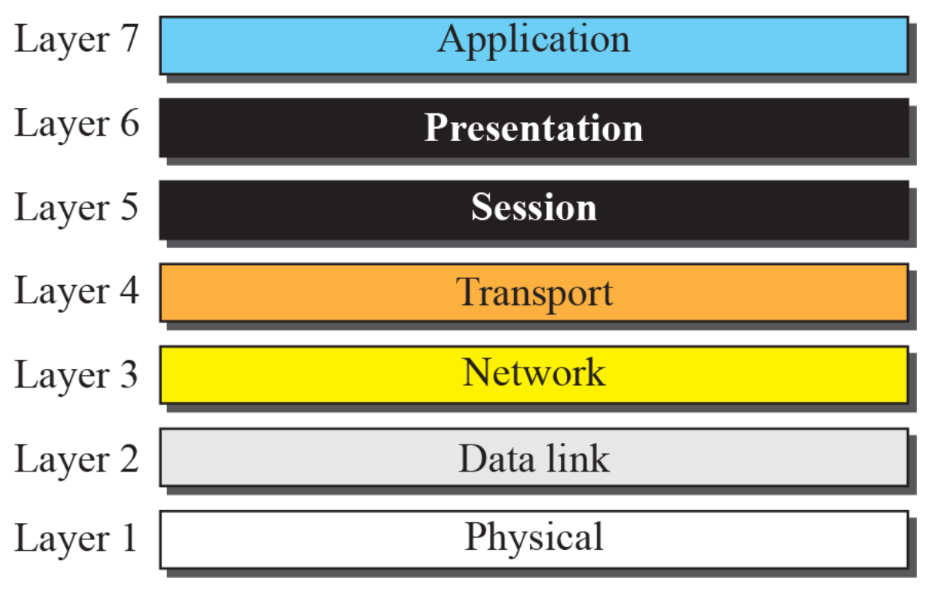 Layer 7 Application
Layer 6 Presentation
Layer 5 Session
Layer 4 Transport
Layer 3 Network
Layer 2 Data link
Layer 1 Physical